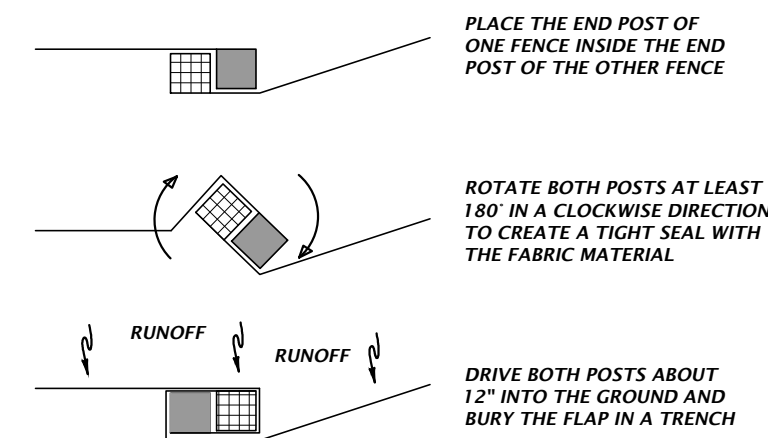 PLACE THE END POST OF
ONE FENCE INSIDE THE END
POST OF THE OTHER FENCE
ROTATE BOTH POSTS AT LEAST
180° IN A CLOCKWISE DIRECTION
TO CREATE A TIGHT SEAL WITH
THE FABRIC MATERIAL
RUNOFF
RUNOFF
DRIVE BOTH POSTS ABOUT
12" INTO THE GROUND AND
BURY THE FLAP IN A TRENCH